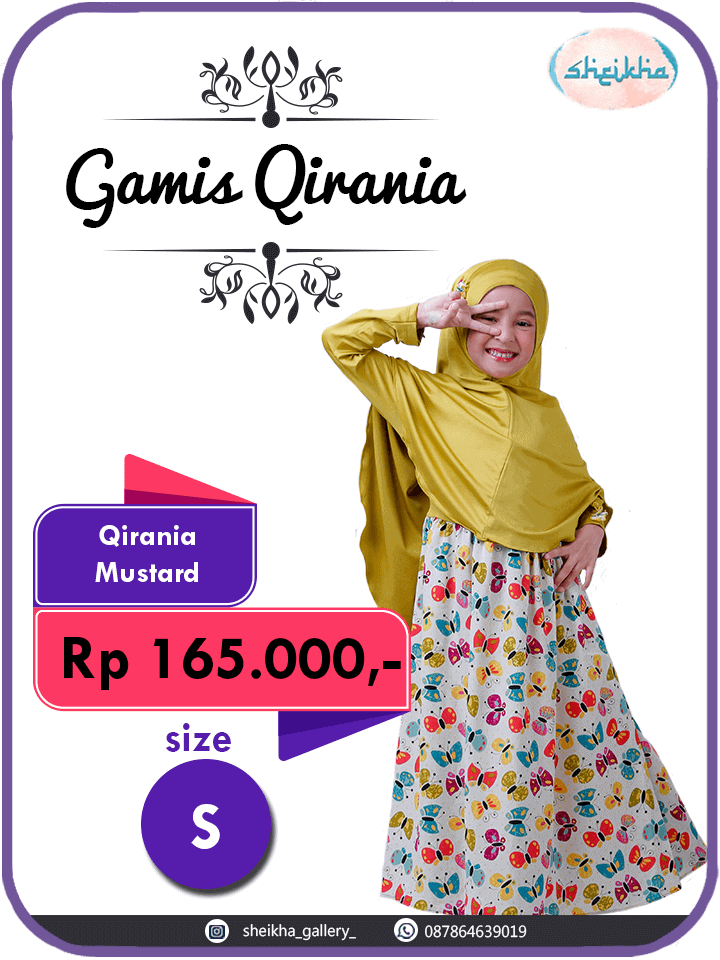 sheikha
Gamis Qirania
Qirania
Mustard
Rp 165.000,-
size
S
sheikha_gallery_
087864639019